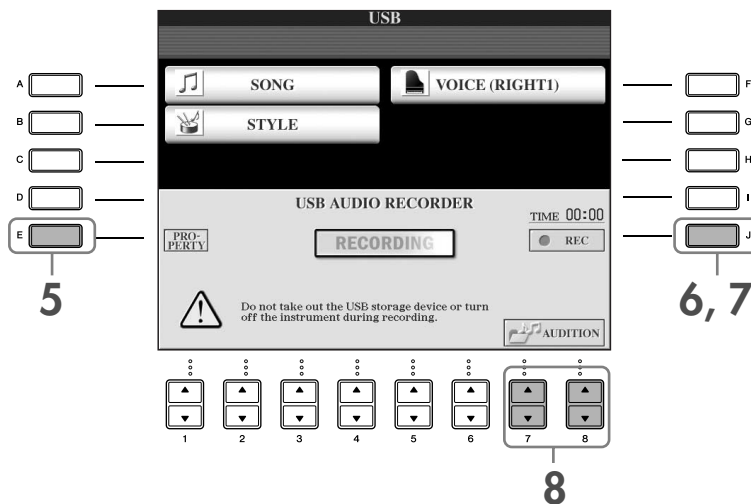 USB
SONG
VOICE (RIGHT1)
STYLE
A
B
C
D
E
F
G
H
I
J
USB AUDIO RECORDER
TIME 00:00
PRO-
PERTY
RECORDING
REC
Do not take out the USB storage device or turn
off the instrument during recording.
AUDITION
5
6, 7
1 2 3 4 5 6 7 8
8